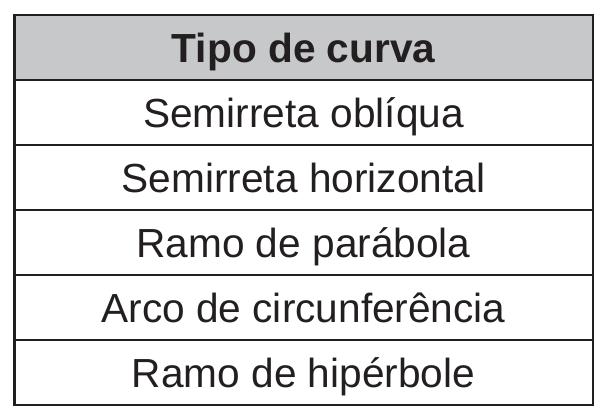 Tipo de curva
Semirreta oblíqua
Semirreta horizontal
Ramo de parábola
Arco de circunferência
Ramo de hipérbole